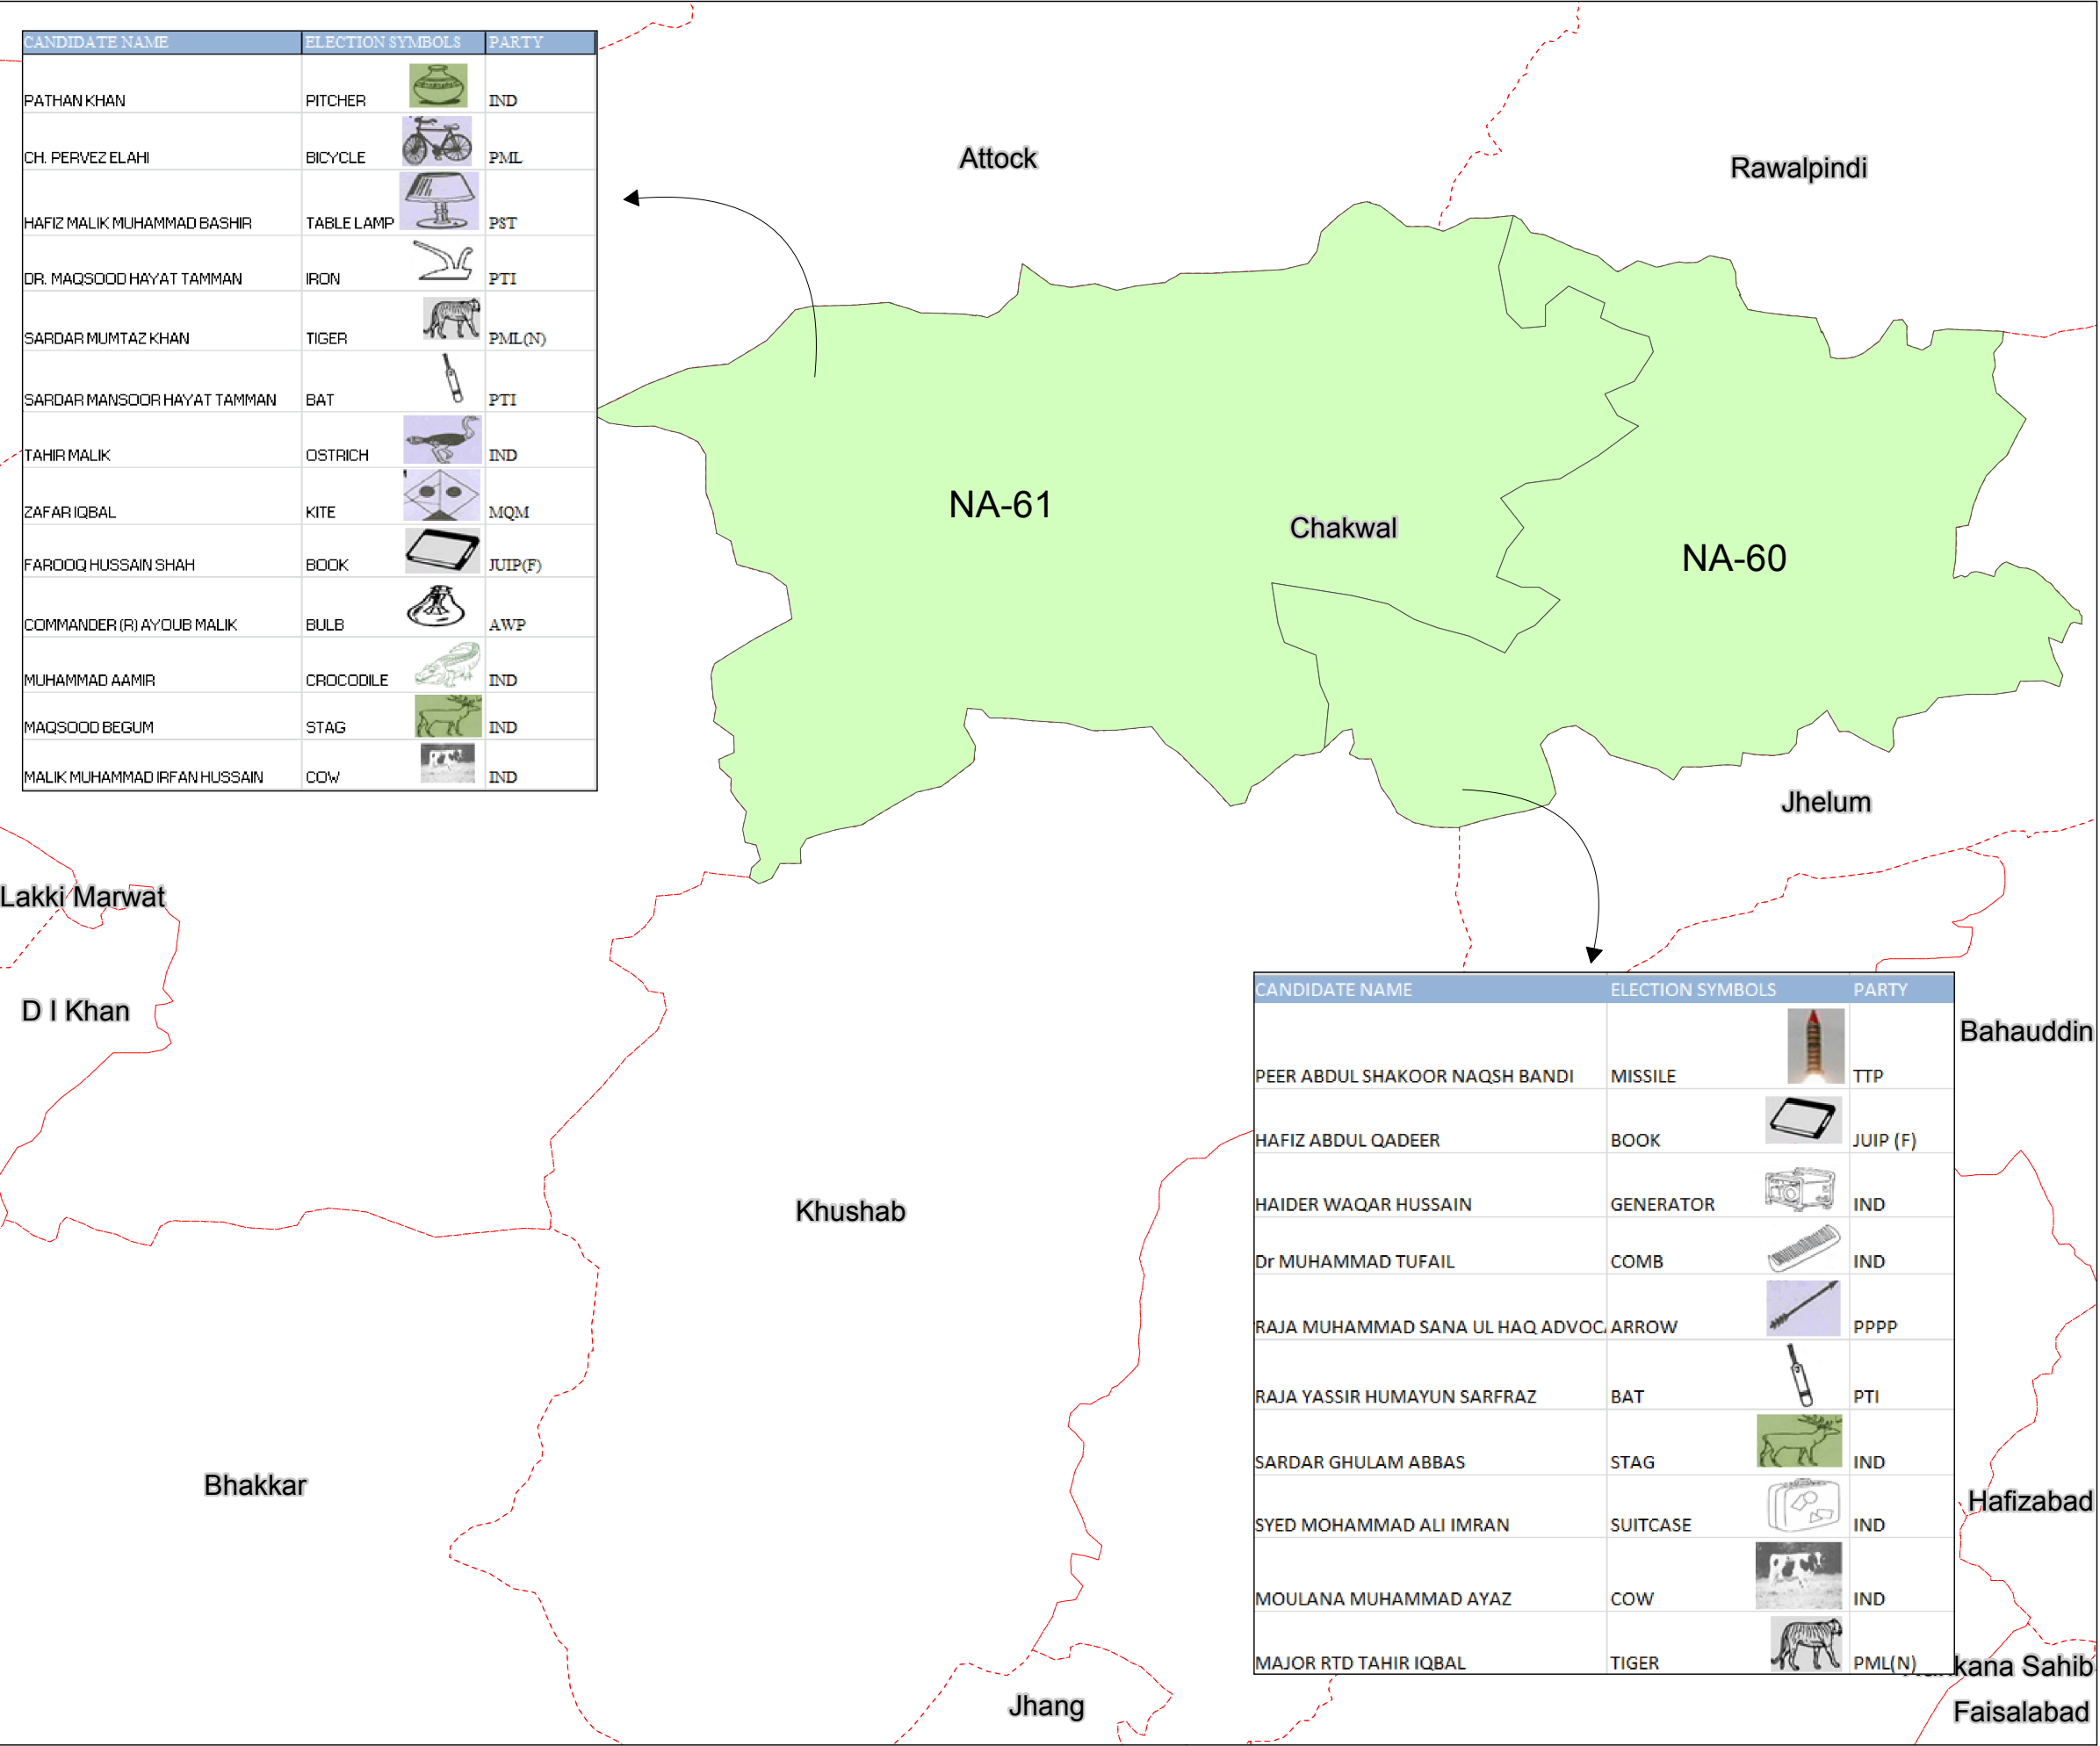 CANDIDATE NAME ELECTION SYMBOLS PARTY
PATHAN KHAN PITCHER IND
CH. PERVEZ ELAHI BICYCLE PML
HAFIZ MALIK MUHAMMAD BASHIR TABLE LAMP PST
DR. MAQSOOD HAYAT TAMMAN IRON PTI
SARDAR MUMTAZ KHAN TIGER PML(N)
SARDAR MANSOOR HAYAT TAMMAN BAT PTI
TAHIR MALIK OSTRICH IND
ZAFAR IQBAL KITE MQM
FAROOQ HUSSAIN SHAH BOOK JUIP(F)
COMMANDER (R) AYOUB MALIK BULB AWP
MUHAMMAD AAMIR CROCODILE IND
MAQSOOD BEGUM STAG IND
MALIK MUHAMMAD IRFAN HUSSAIN COW IND
Attock
Rawalpindi
NA-61
Chakwal
NA-60
Jhelum
Lakki Marwat
D I Khan
Khushab
Bhakkar
Jhang
CANDIDATE NAME ELECTION SYMBOLS PARTY
PEER ABDUL SHAKOOR NAQSH BANDI MISSILE TTP
HAFIZ ABDUL QADEER BOOK JUIP (F)
HAIDER WAQAR HUSSAIN GENERATOR IND
Dr MUHAMMAD TUFAIL COMB IND
RAJA MUHAMMAD SANA UL HAQ ADVOC ARROW PPPP
RAJA YASSIR HUMAYUN SARFRAZ BAT PTI
SARDAR GHULAM ABBAS STAG IND
SYED MOHAMMAD ALI IMRAN SUITCASE IND
MOULANA MUHAMMAD AYAZ COW IND
MAJOR RTD TAHIR IQBAL TIGER PML(N)
Bahauddin
Hafizabad
kana Sahib
Faisalabad